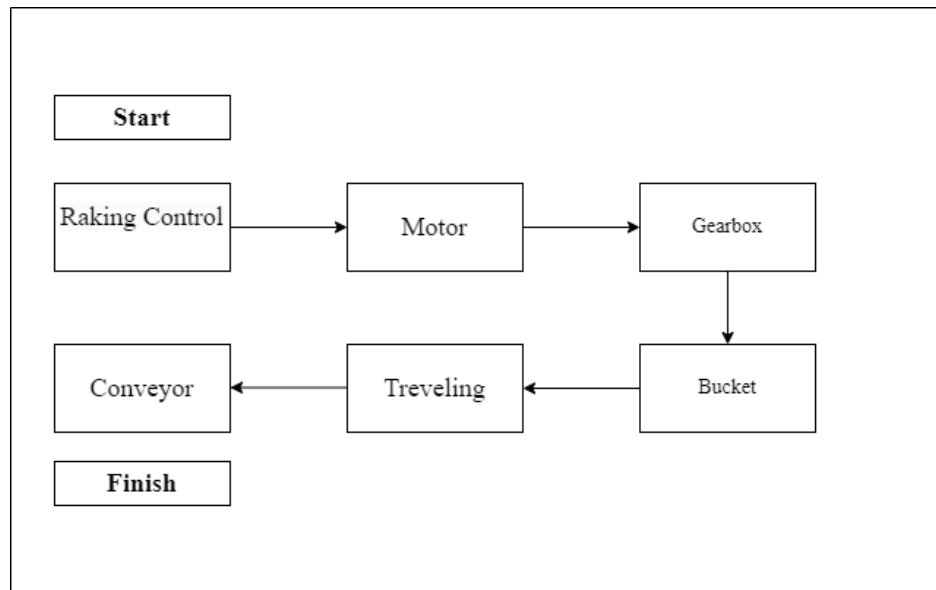 Start
Raking Control
Motor
Gearbox
Conveyor
Treveling
Bucket
Finish